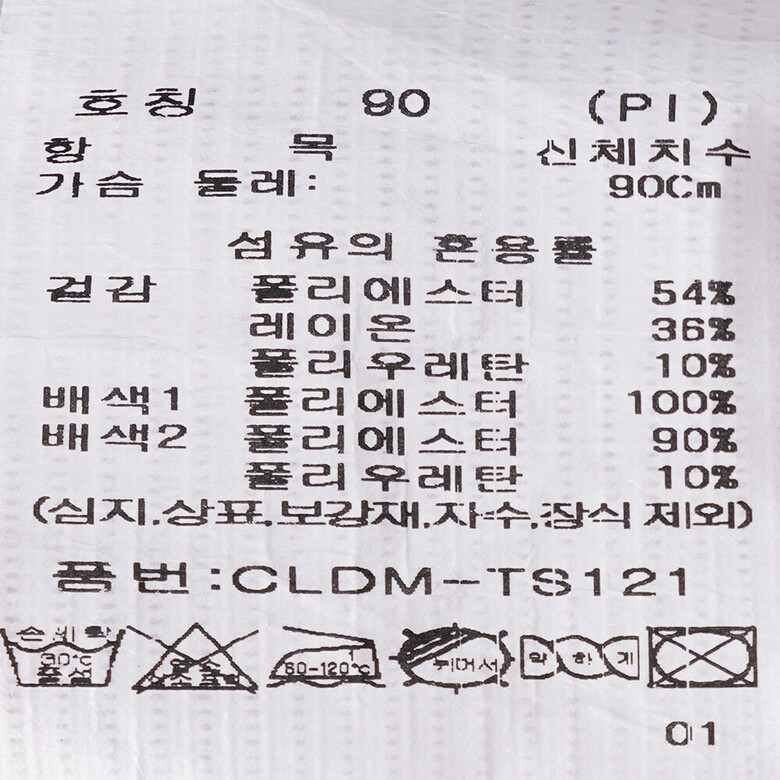 호칭 90 (PI)
항 목 신체치수
가슴 둘레: 90Cm
섬유의 혼용률
겉감 폴리에스터 54%
레이온 36%
폴리우레탄 10%
배색1 폴리에스터 100%
배색2 폴리에스터 90%
폴리우레탄 10%
(심지.상표.보강재.자수.장식 제외)
품번:CLDM-TS121
손세탁 30℃ 중성 80-120℃ 뉘어서 약하게
01